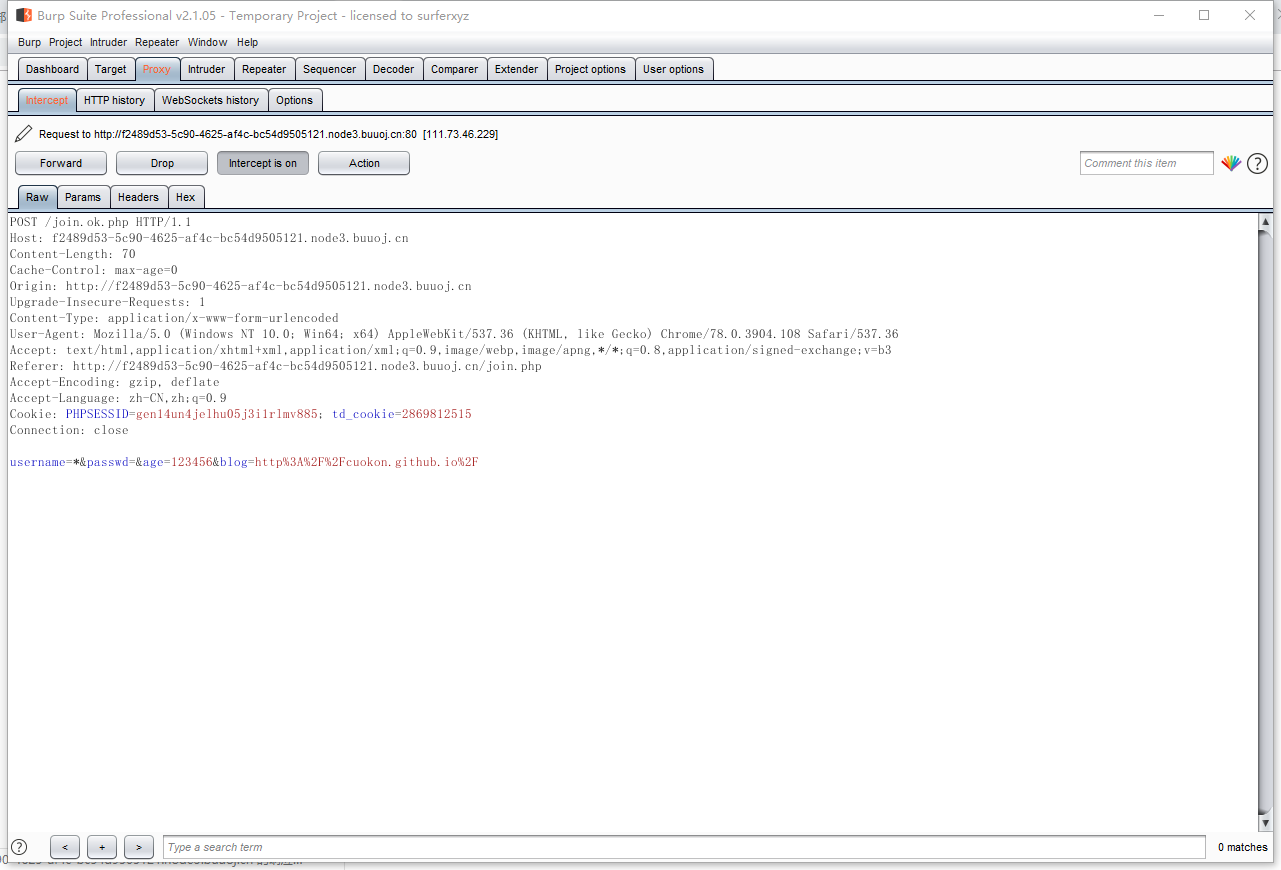 Burp Suite Professional v2.1.05 - Temporary Project - licensed to surferxyz
Burp Project Intruder Repeater Window Help
Dashboard Target Proxy Intruder Repeater Sequencer Decoder Comparer Extender Project options User options
Intercept HTTP history WebSockets history Options
Request to http://f2489d53-5c90-4625-af4c-bc54d9505121.node3.buuoj.cn:80 [111.73.46.229]
Forward Drop Intercept is on Action Comment this item ?
Raw Params Headers Hex
POST /join.ok.php HTTP/1.1
Host: f2489d53-5c90-4625-af4c-bc54d9505121.node3.buuoj.cn
Content-Length: 70
Cache-Control: max-age=0
Origin: http://f2489d53-5c90-4625-af4c-bc54d9505121.node3.buuoj.cn
Upgrade-Insecure-Requests: 1
Content-Type: application/x-www-form-urlencoded
User-Agent: Mozilla/5.0 (Windows NT 10.0; Win64; x64) AppleWebKit/537.36 (KHTML, like Gecko) Chrome/78.0.3904.108 Safari/537.36
Accept: text/html,application/xhtml+xml,application/xml;q=0.9,image/webp,image/apng,*/*;q=0.8,application/signed-exchange;v=b3
Referer: http://f2489d53-5c90-4625-af4c-bc54d9505121.node3.buuoj.cn/join.php
Accept-Encoding: gzip, deflate
Accept-Language: zh-CN,zh;q=0.9
Cookie: PHPSESSID=gen14un4jelhu05j3i1rlmv885; td_cookie=2869812515
Connection: close
username=*&passwd=&age=123456&blog=http%3A%2F%2Fcuokon.github.io%2F
? < + > Type a search term 0 matches